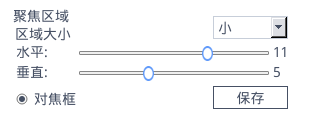 聚焦区域
区域大小 小
水平: 11
垂直: 5
对焦框 保存